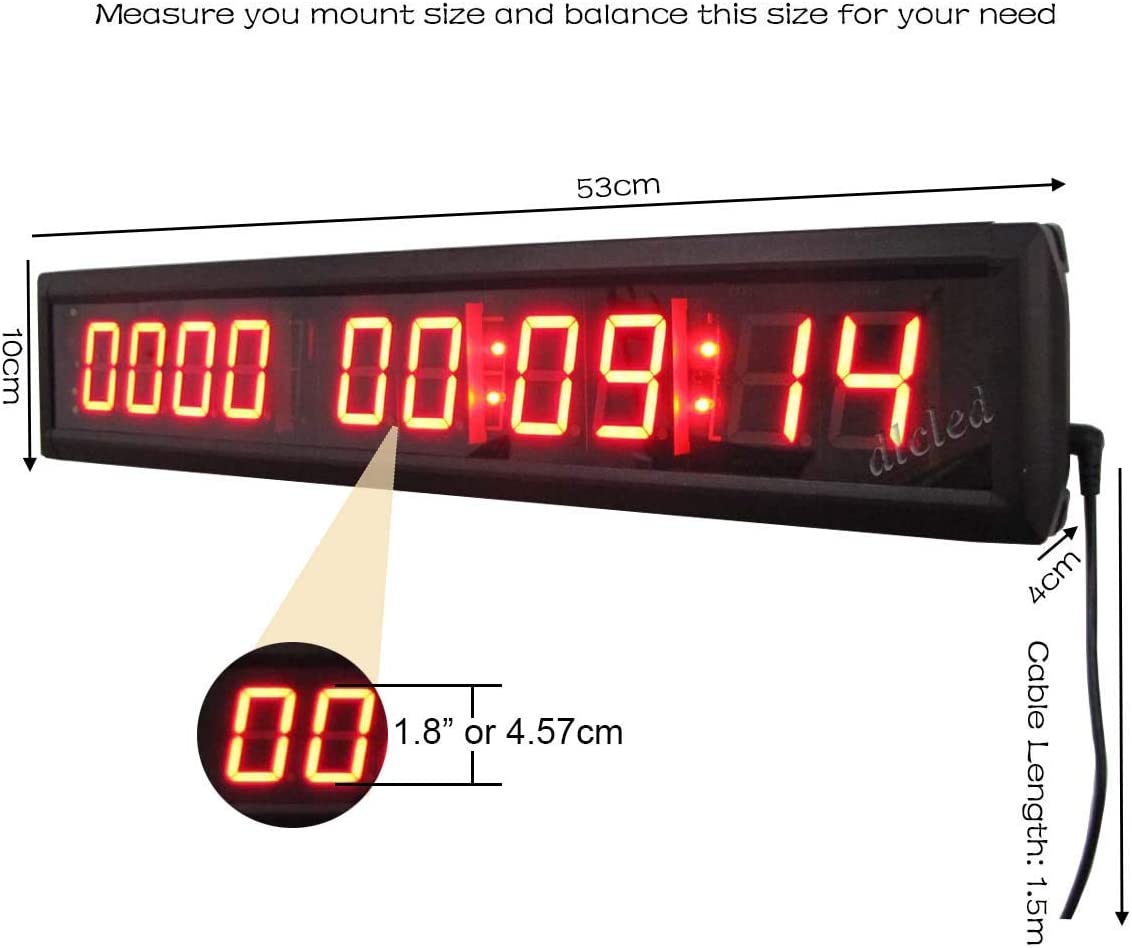 Measure you mount size and balance this size for your need
53cm
10cm
0000 00:09:14
dlcled
4cm
00
1.8” or 4.57cm
Cable Length: 1.5m